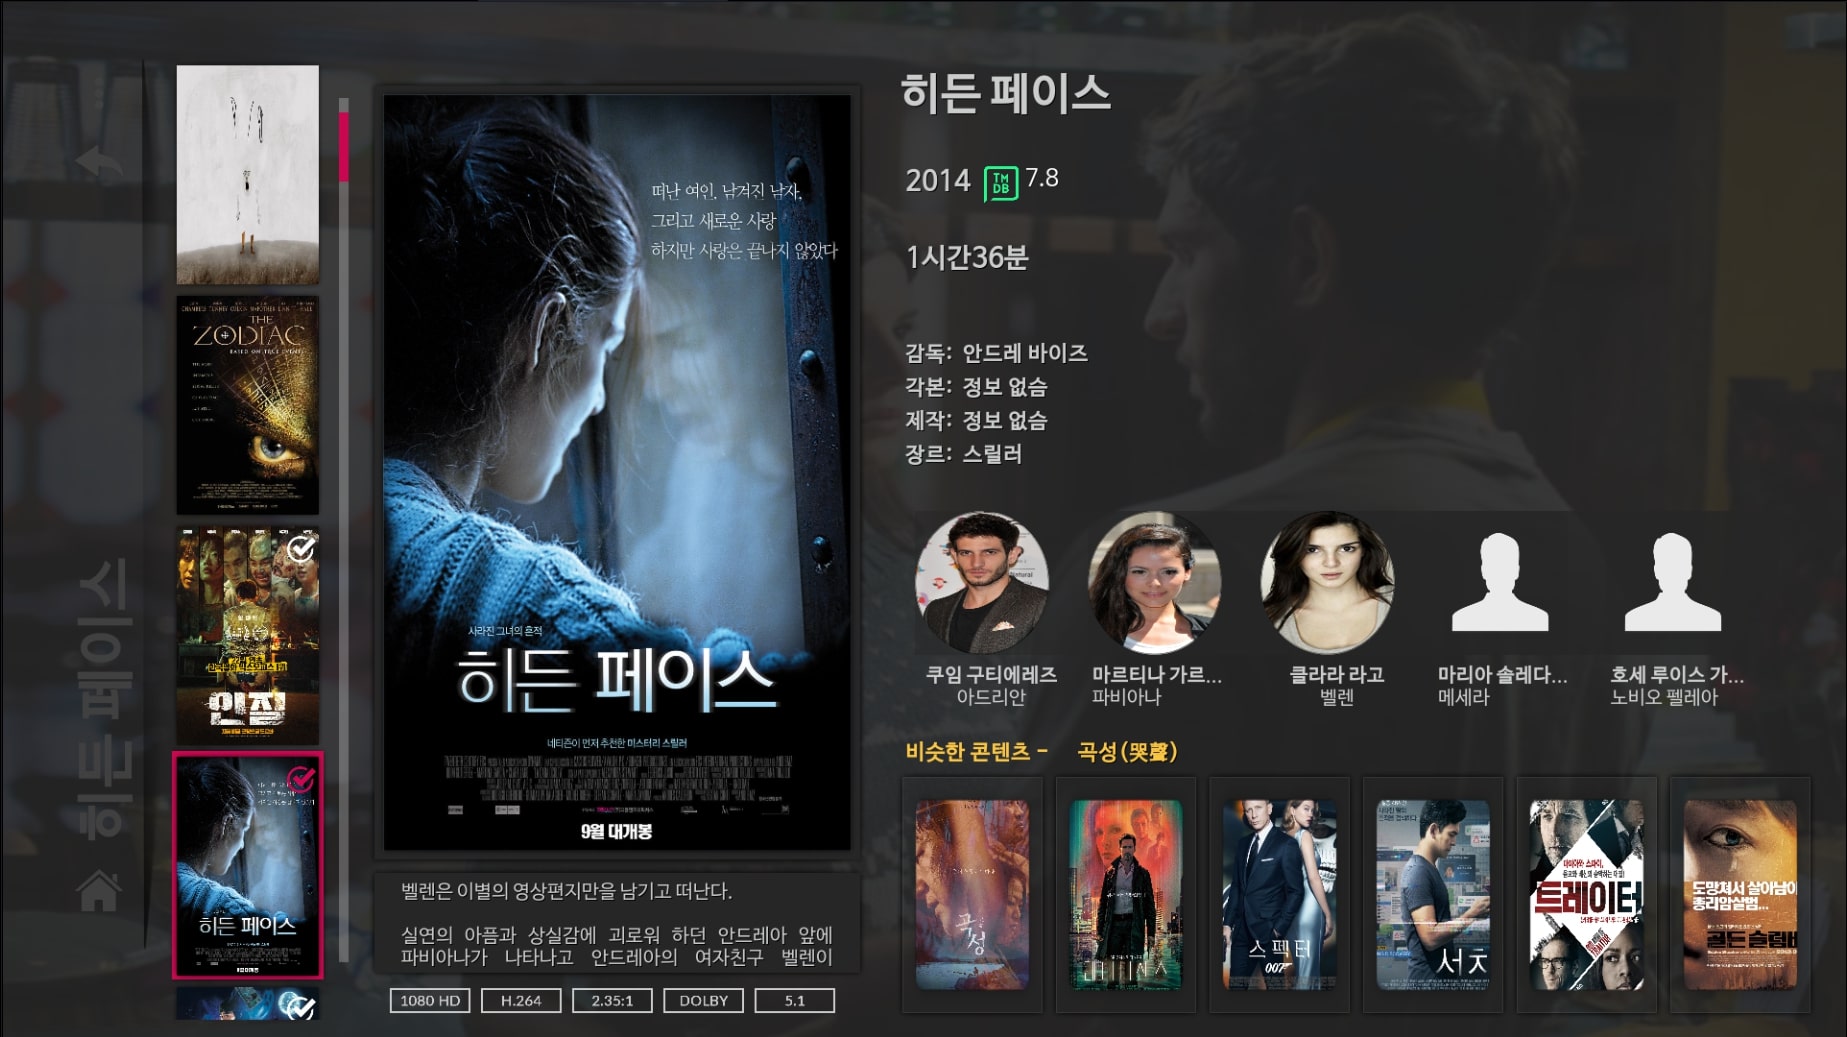 히든 페이스
THE
ZODIAC
BASED ON TRUE EVENTS
인질
히든 페이스
떠난 여인, 남겨진 남자,
그리고 새로운 사랑
하지만 사랑은 끝나지 않았다
사라진 그녀의 흔적
히든 페이스
네티즌이 먼저 추천한 미스터리 스릴러
9월 대개봉
벨렌은 이별의 영상편지만을 남기고 떠난다.
실연의 아픔과 상실감에 괴로워 하던 안드레아 앞에
파비아나가 나타나고 안드레아의 여자친구 벨렌이
1080 HD
H.264
2.35:1
DOLBY
5.1
히든 페이스
2014 TMDB 7.8
1시간36분
감독: 안드레 바이즈
각본: 정보 없슴
제작: 정보 없슴
장르: 스릴러
쿠임 구티에레즈
아드리안
마르티나 가르...
파비아나
클라라 라고
벨렌
마리아 솔레다...
메세라
호세 루이스 가...
노비오 펠레아
비슷한 콘텐츠 - 곡성(哭聲)
곡성
스펙터
007
서치
트레이터
도망쳐서 살아남아
총리암살범...